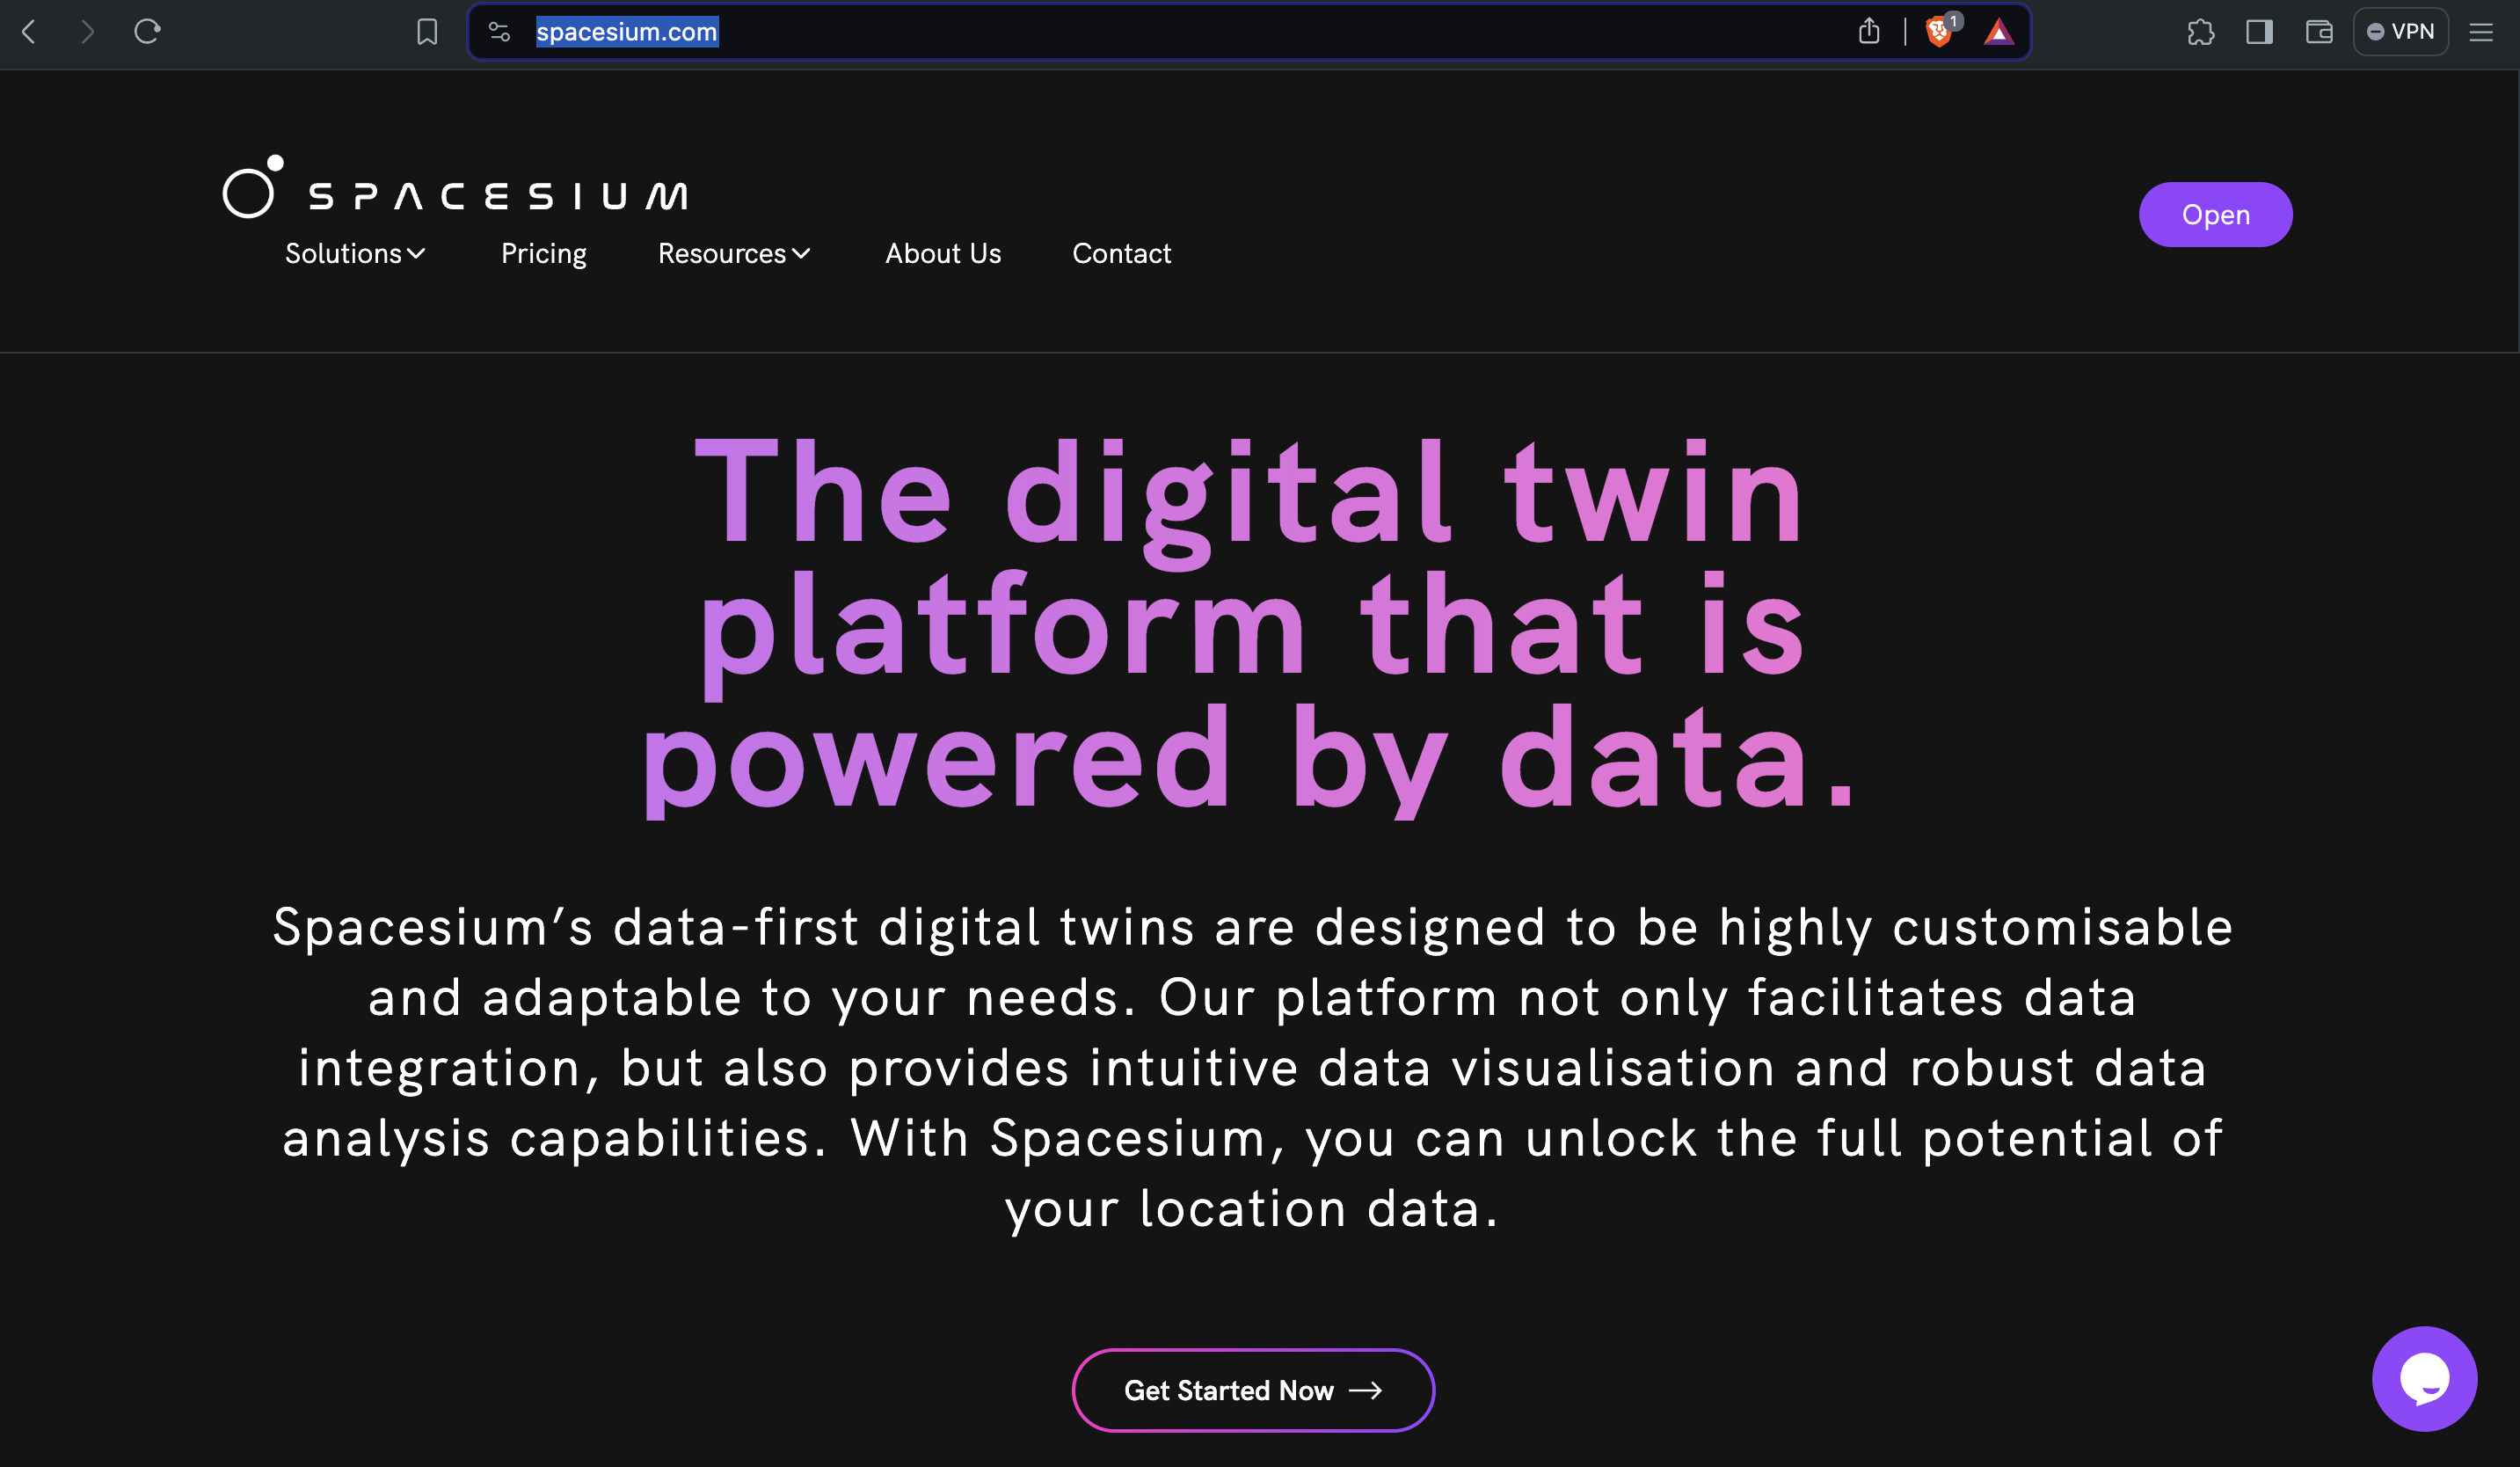 spacesium.com
1
VPN
SPACESIUM
Open
Solutions Pricing Resources About Us Contact
The digital twin
platform that is
powered by data.
Spacesium’s data-first digital twins are designed to be highly customisable
and adaptable to your needs. Our platform not only facilitates data
integration, but also provides intuitive data visualisation and robust data
analysis capabilities. With Spacesium, you can unlock the full potential of
your location data.
Get Started Now →